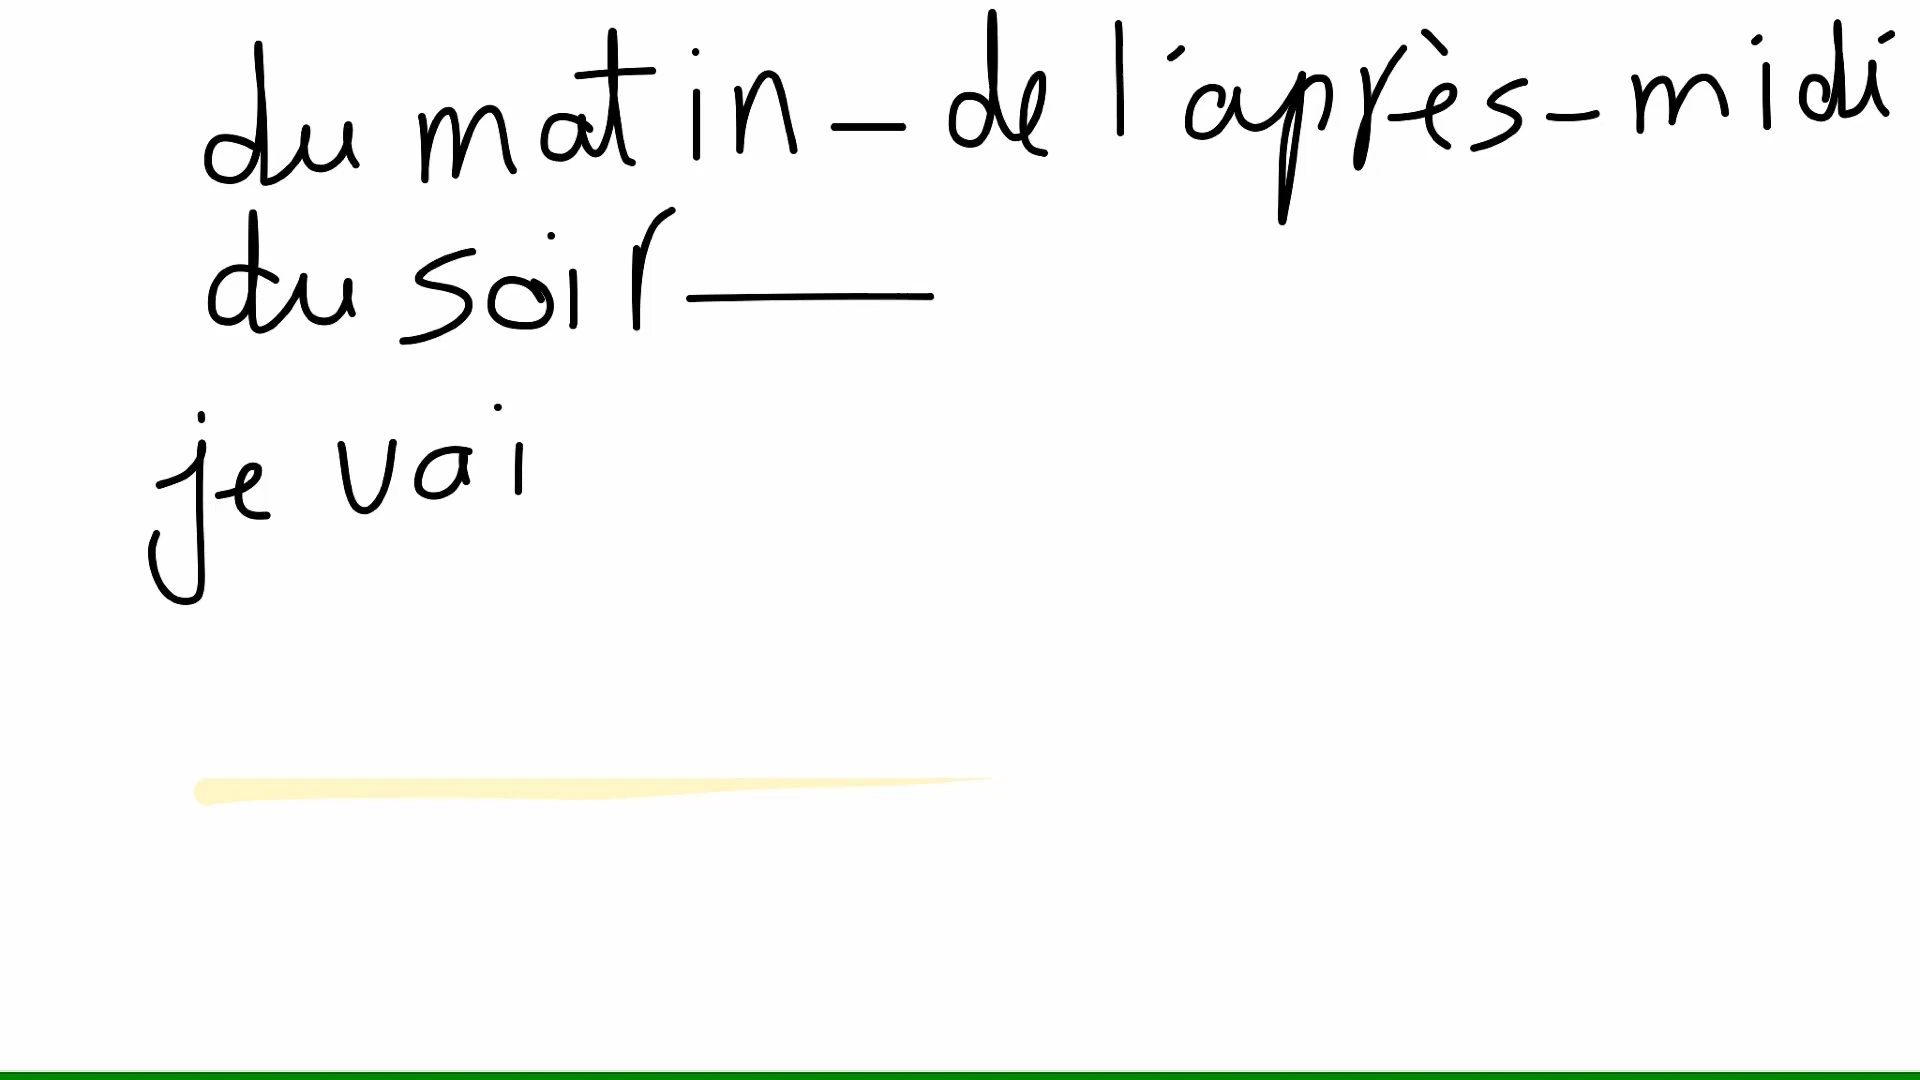 du matin - de l'après-midi
du soir —
je vai